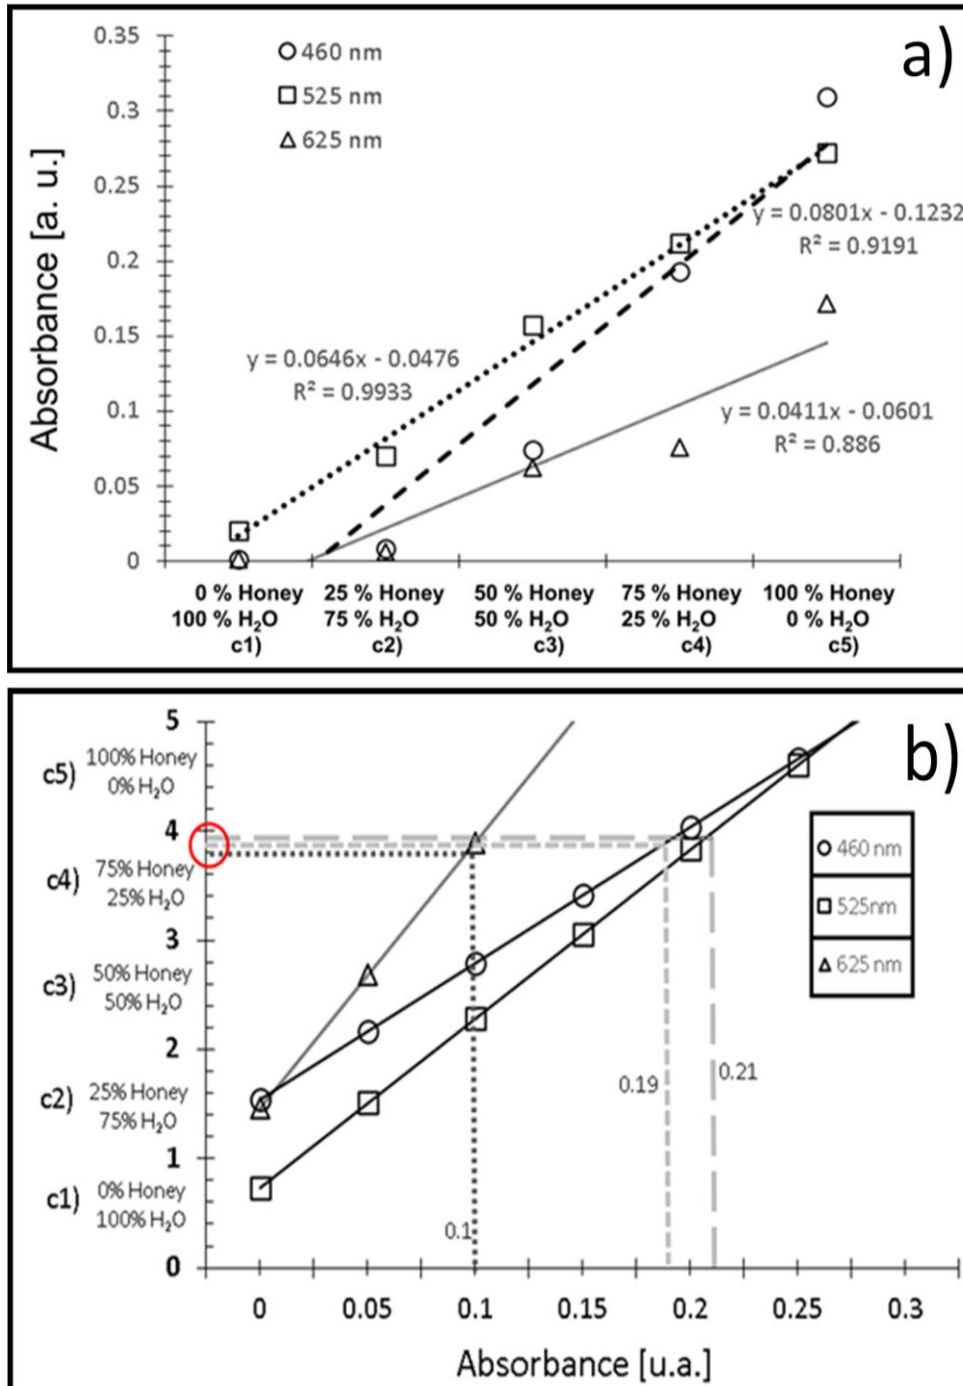 a)
0.35
0.3
0.25
0.2
0.15
0.1
0.05
0
Absorbance [a. u.]
460 nm
525 nm
625 nm
y = 0.0801x - 0.1232
R² = 0.9191
y = 0.0646x - 0.0476
R² = 0.9933
y = 0.0411x - 0.0601
R² = 0.886
0 % Honey
100 % H₂O
c1)
25 % Honey
75 % H₂O
c2)
50 % Honey
50 % H₂O
c3)
75 % Honey
25 % H₂O
c4)
100 % Honey
0 % H₂O
c5)
b)
5
4
3
2
1
0
c5) 100% Honey
0% H₂O
c4) 75% Honey
25% H₂O
c3) 50% Honey
50% H₂O
c2) 25% Honey
75% H₂O
c1) 0% Honey
100% H₂O
460 nm
525nm
625 nm
0.19
0.21
0.1
0 0.05 0.1 0.15 0.2 0.25 0.3
Absorbance [u.a.]